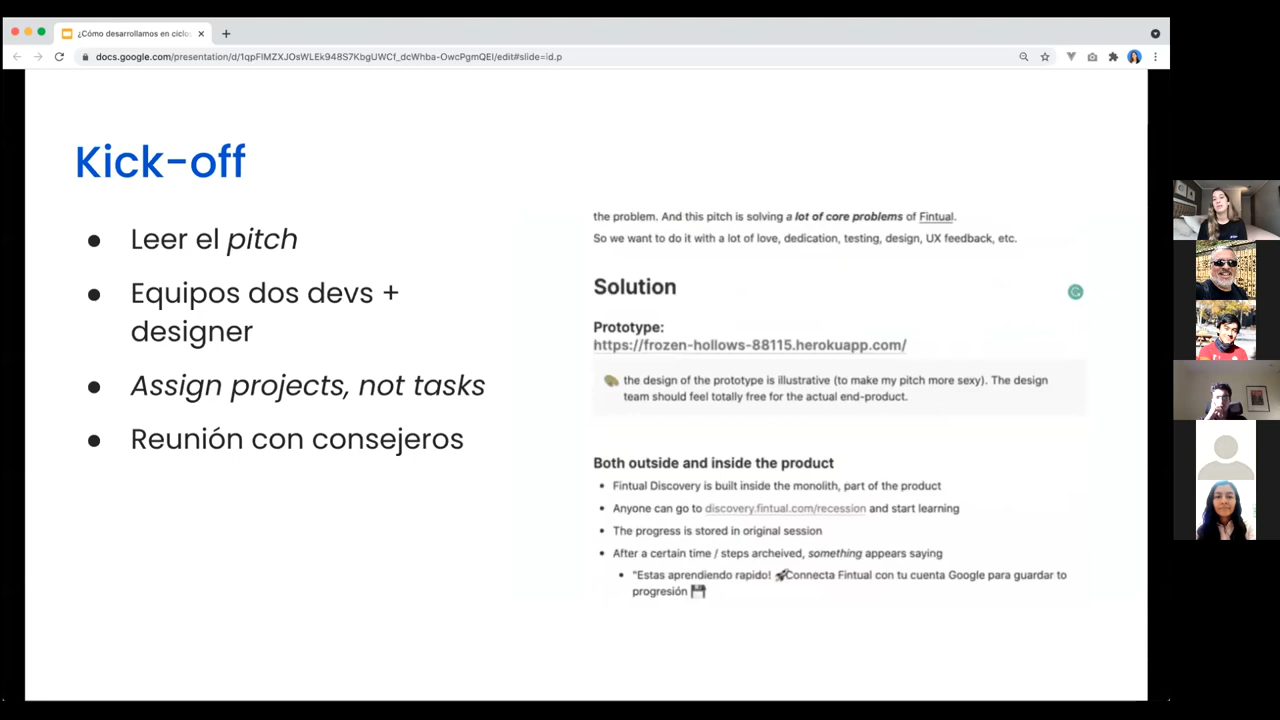 ¿Cómo desarrollamos en ciclo
docs.google.com/presentation/d/1qpFlMZXJOsWLEk948S7KbgUWCf_dcWhba-OwcPgmQEI/edit#slide=id.p
Kick-off
● Leer el pitch
● Equipos dos devs +
designer
● Assign projects, not tasks
● Reunión con consejeros
the problem. And this pitch is solving a lot of core problems of Fintual.
So we want to do it with a lot of love, dedication, testing, design, UX feedback, etc.
Solution
Prototype:
https://frozen-hollows-88115.herokuapp.com/
the design of the prototype is illustrative (to make my pitch more sexy). The design
team should feel totally free for the actual end-product.
Both outside and inside the product
• Fintual Discovery is built inside the monolith, part of the product
• Anyone can go to discovery.fintual.com/recession and start learning
• The progress is stored in original session
• After a certain time / steps archeived, something appears saying
• "Estas aprendiendo rapido! 🚀Connecta Fintual con tu cuenta Google para guardar to
progresión 💾